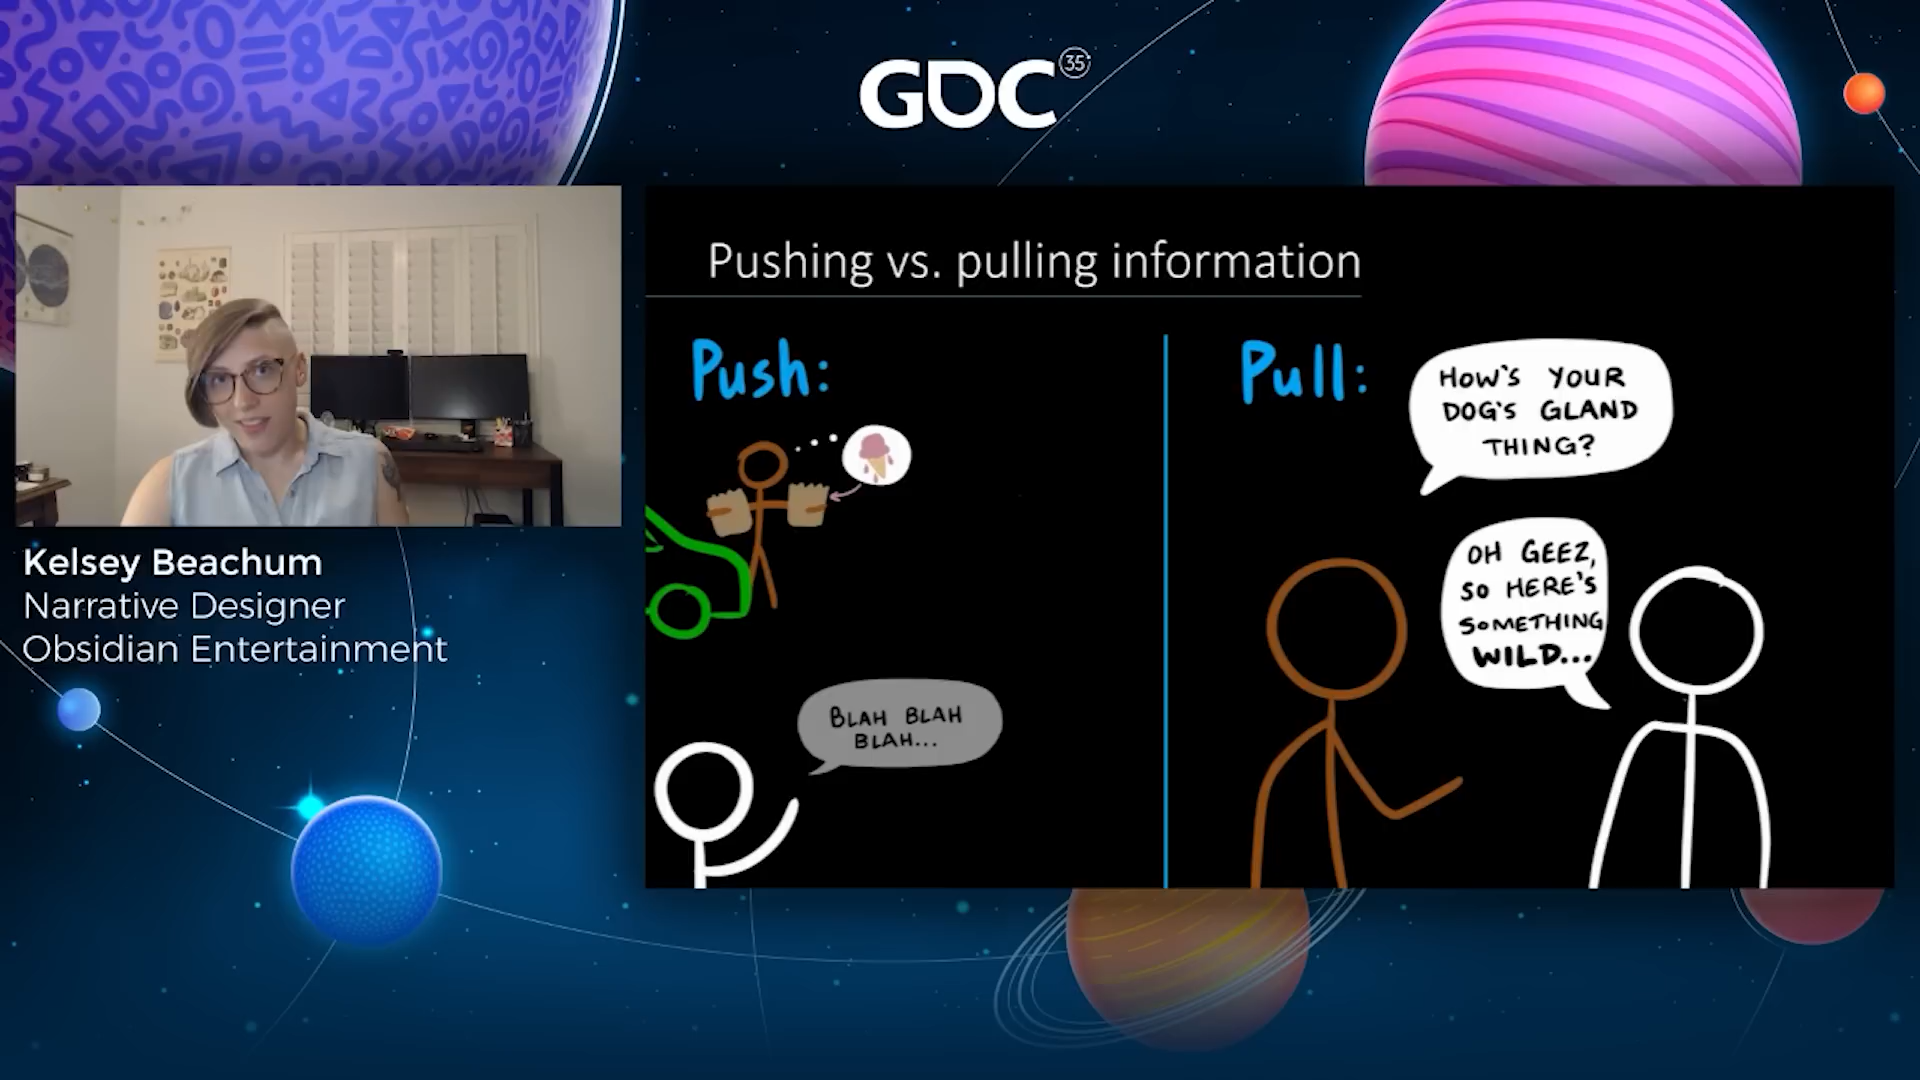 GDC 35
Kelsey Beachum
Narrative Designer
Obsidian Entertainment
Pushing vs. pulling information
Push:
BLAH BLAH
BLAH...
Pull:
HOW'S YOUR
DOG'S GLAND
THING?
OH GEEZ,
SO HERE'S
SOMETHING
WILD...